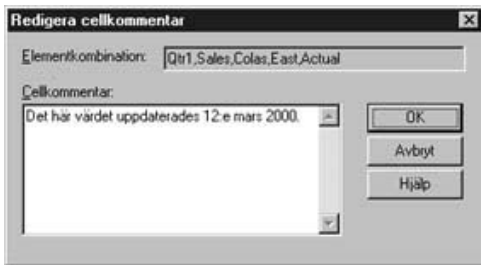 Redigera cellkommentar
Elementkombination: Qtr1,Sales,Colas,East,Actual
Cellkommentar:
Det här värdet uppdaterades 12:e mars 2000.
OK
Avbryt
Hjälp